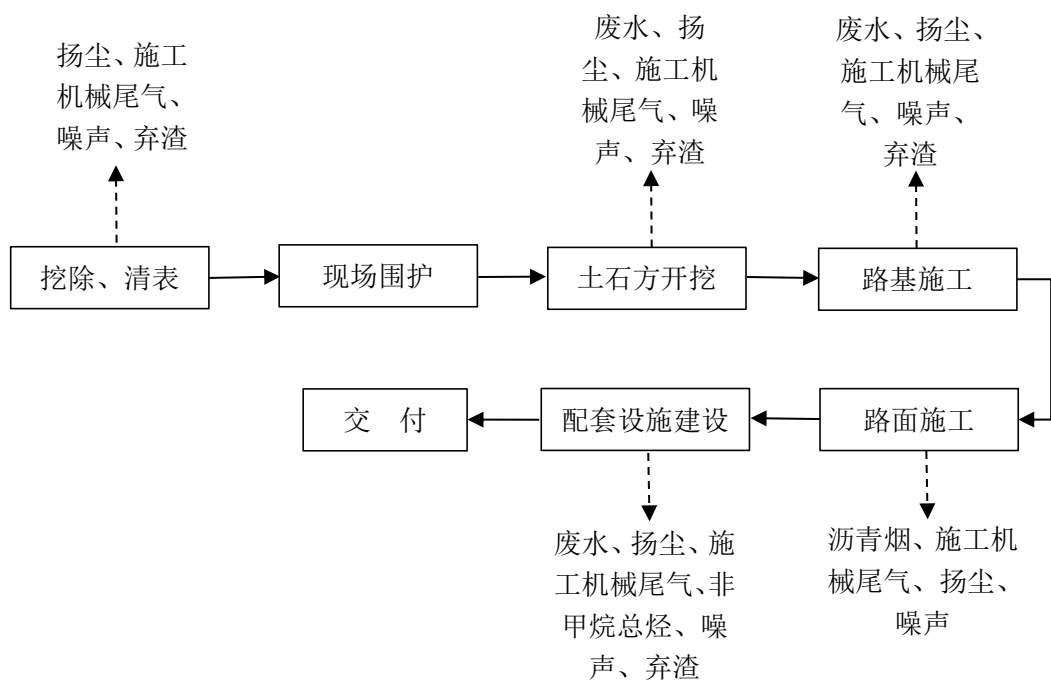 扬尘、施工
机械尾气、
噪声、弃渣
废水、扬
尘、施工机
械尾气、噪
声、弃渣
废水、扬尘、
施工机械尾
气、噪声、
弃渣
挖除、清表
现场围护
土石方开挖
路基施工
交 付
配套设施建设
路面施工
废水、扬尘、施
工机械尾气、非
甲烷总烃、噪
声、弃渣
沥青烟、施工机
械尾气、扬尘、
噪声